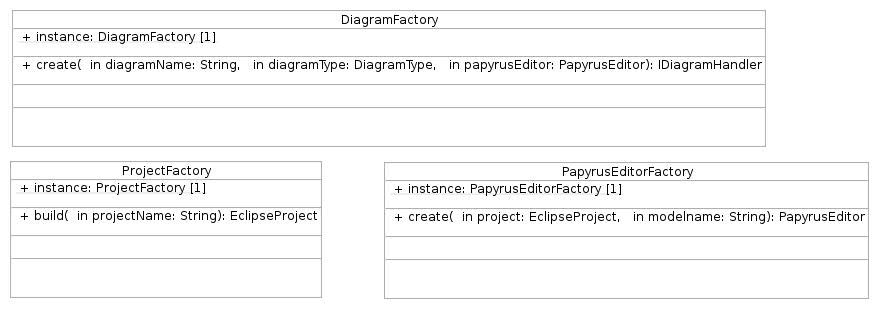 DiagramFactory
+ instance: DiagramFactory [1]
+ create(  in diagramName: String,   in diagramType: DiagramType,   in papyrusEditor: PapyrusEditor): IDiagramHandler
ProjectFactory
+ instance: ProjectFactory [1]
+ build(  in projectName: String): EclipseProject
PapyrusEditorFactory
+ instance: PapyrusEditorFactory [1]
+ create(  in project: EclipseProject,   in modelname: String): PapyrusEditor